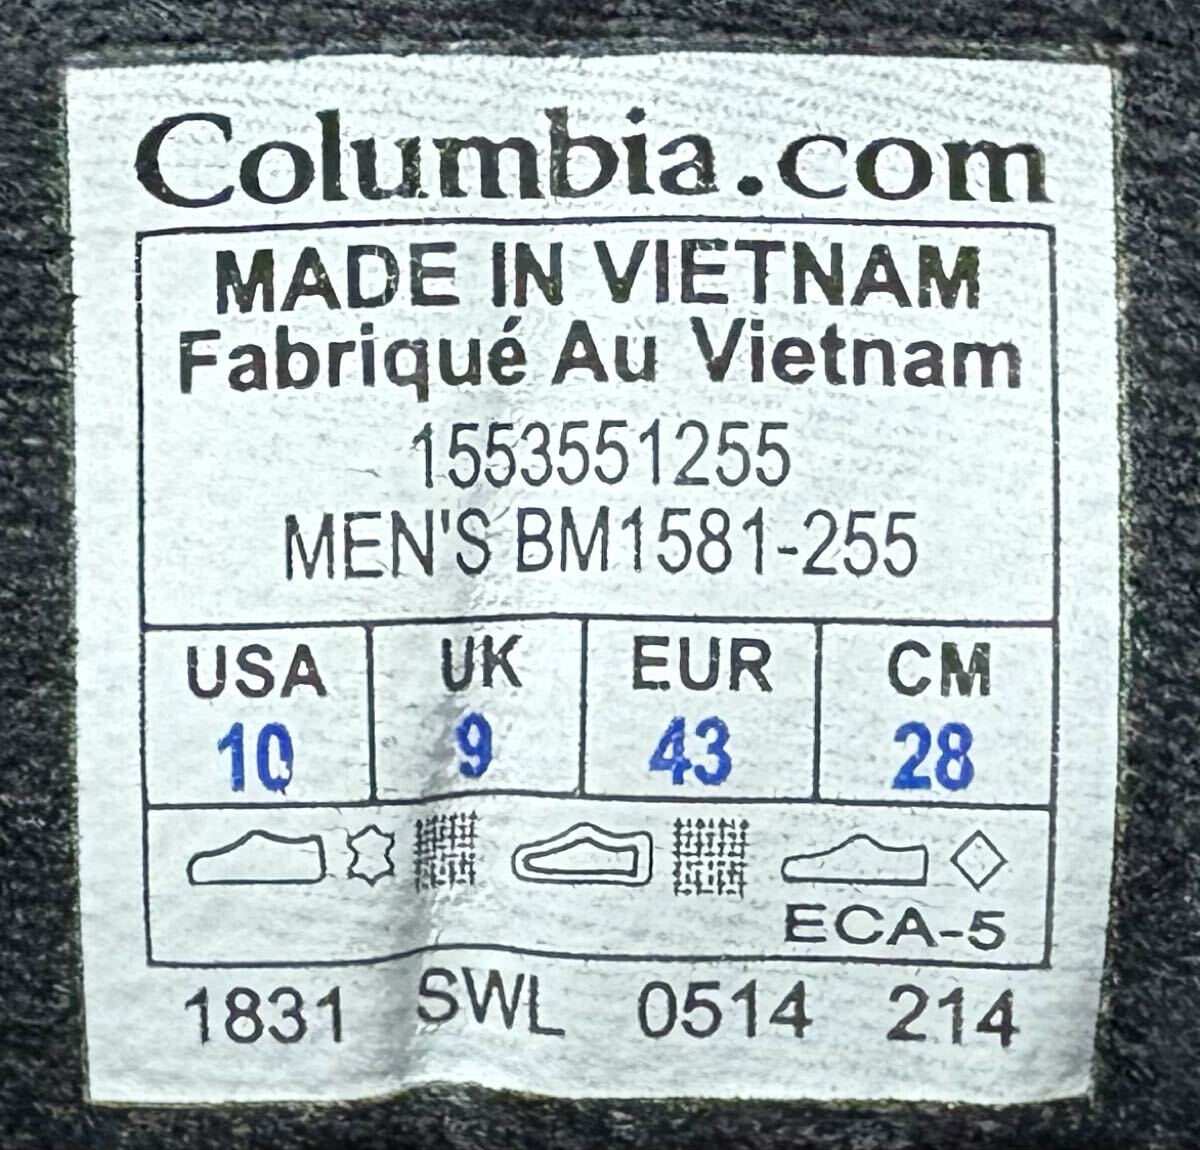 Columbia.com
MADE IN VIETNAM
Fabriqué Au Vietnam
1553551255
MEN'S BM1581-255
USA UK EUR CM
10 9 43 28
ECA-5
1831 SWL 0514 214